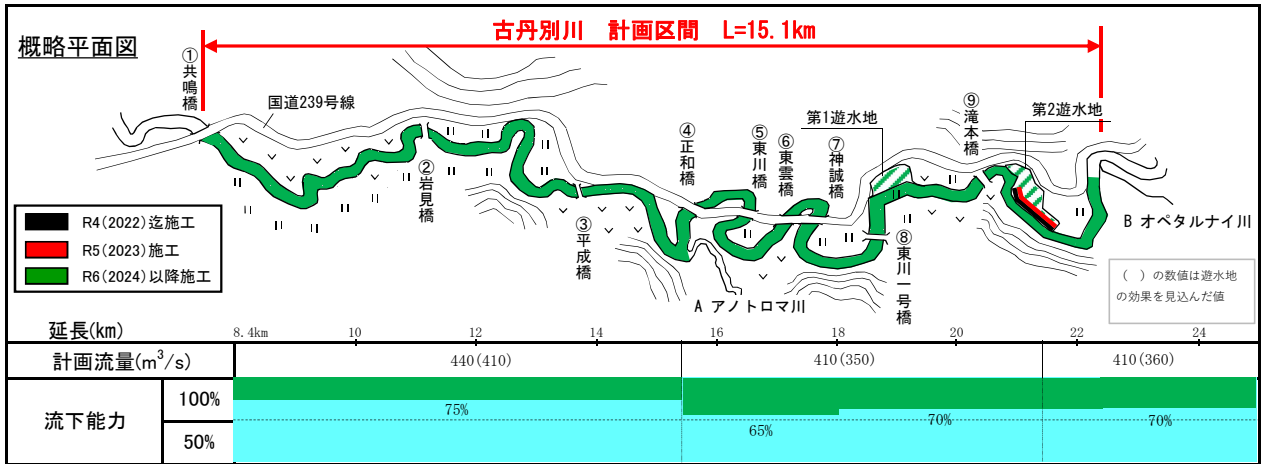 古丹別川　計画区間　L=15.1km
概略平面図
①共鳴橋
国道239号線
②岩見橋
③平成橋
④正和橋
⑤東川橋
⑥東雲橋
⑦神誠橋
第1遊水地
⑧東川一号橋
⑨滝本橋
第2遊水地
A アノトロマ川
B オペタルナイ川
R4(2022)迄施工
R5(2023)施工
R6(2024)以降施工
（　）の数値は遊水地
の効果を見込んだ値
延長(km) 8.4km 10 12 14 16 18 20 22 24
計画流量(m³/s) 440(410) 410(350) 410(360)
流下能力
100%
50%
75%
65%
70%
70%